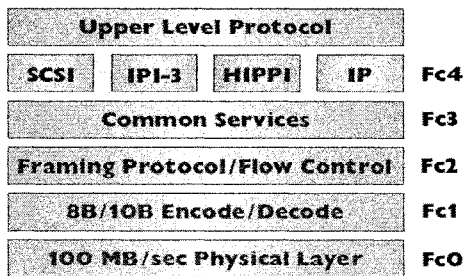 Upper Level Protocol
SCSI IPI-3 HIPPI IP Fc4
Common Services Fc3
Framing Protocol/Flow Control Fc2
8B/10B Encode/Decode Fc1
100 MB/sec Physical Layer Fc0